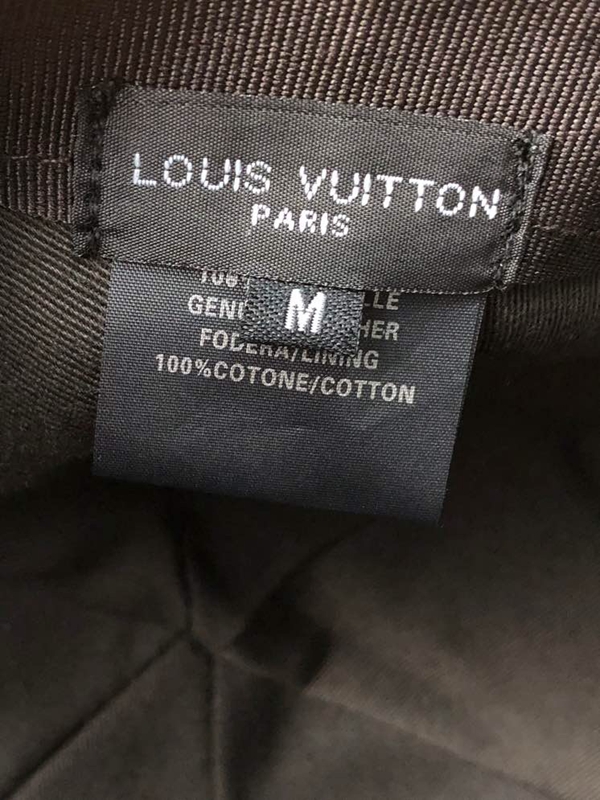 LOUIS VUITTON
PARIS
M
FODERA/LINING
100%COTONE/COTTON